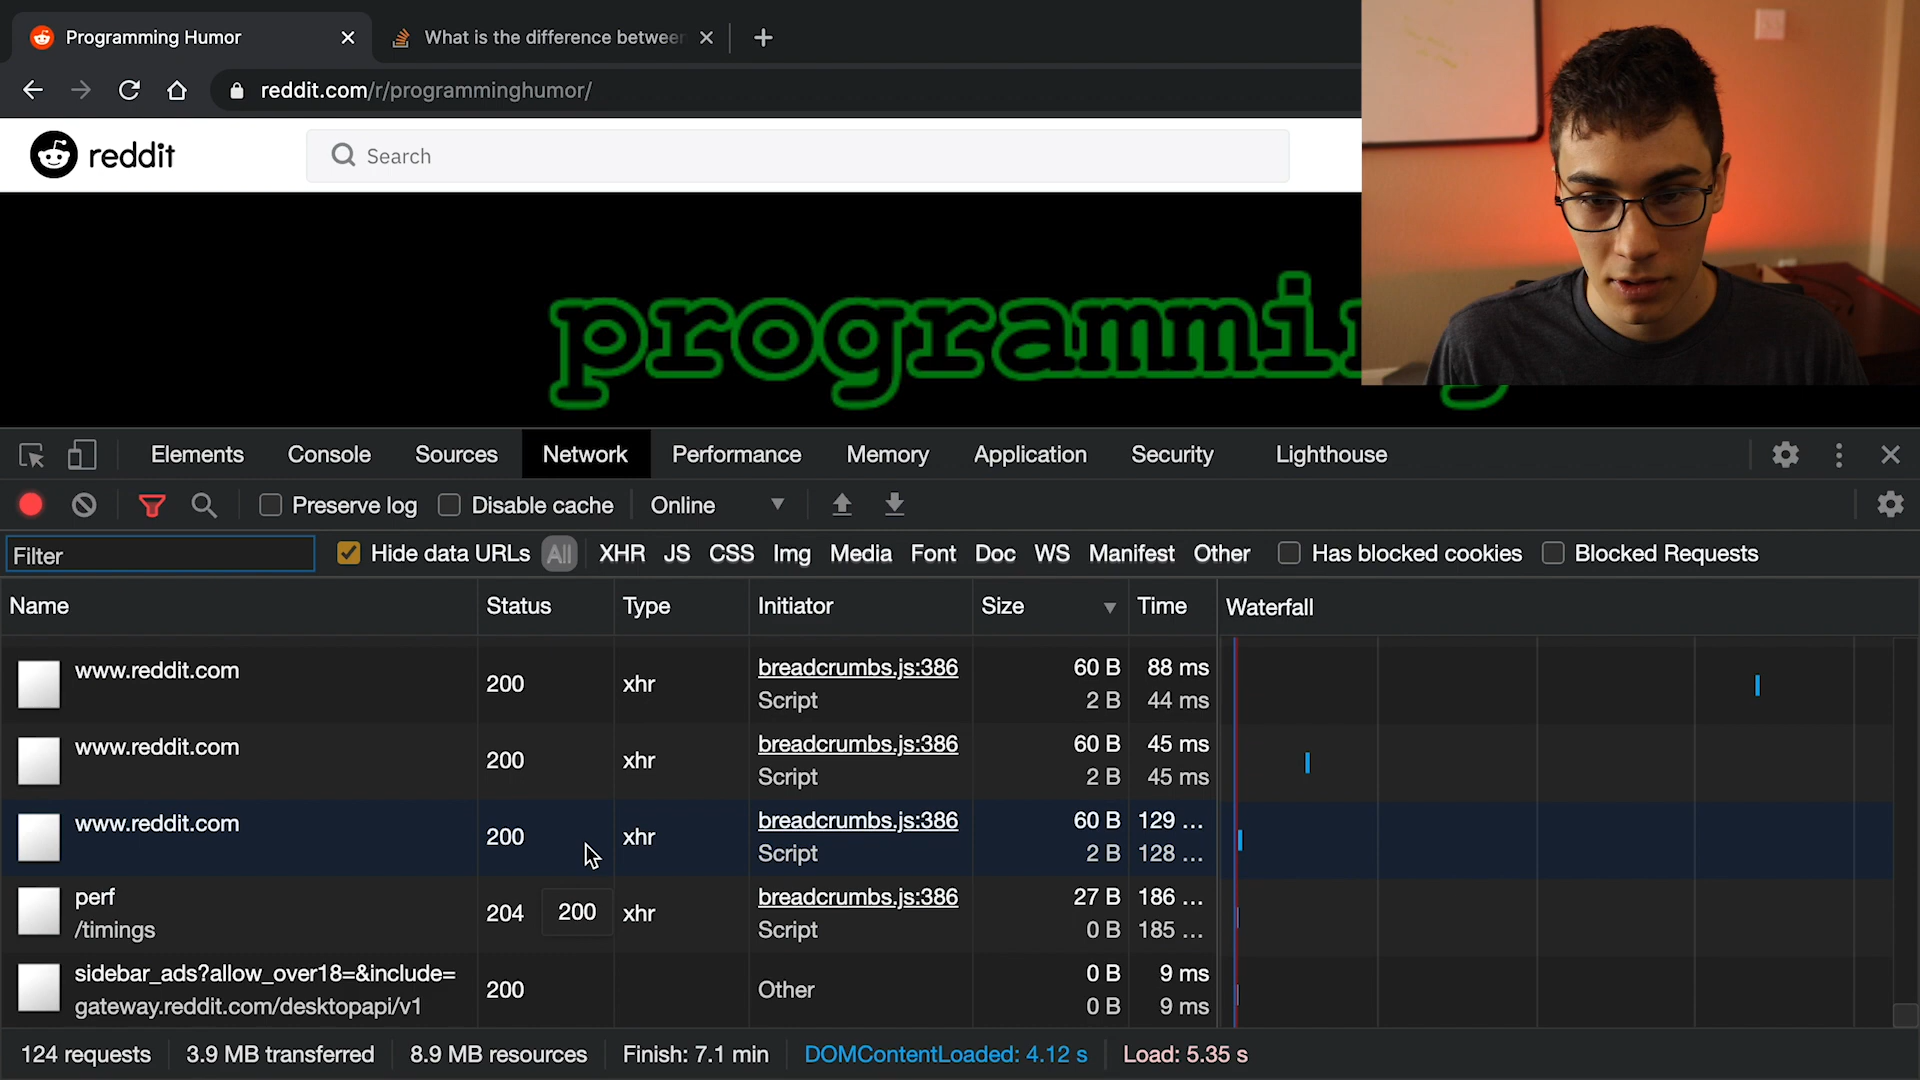 Programming Humor
What is the difference betwee
reddit.com/r/programminghumor/
reddit
Search
programmi
Elements Console Sources Network Performance Memory Application Security Lighthouse
Preserve log Disable cache Online
Filter Hide data URLs All XHR JS CSS Img Media Font Doc WS Manifest Other Has blocked cookies Blocked Requests
Name Status Type Initiator Size Time Waterfall
www.reddit.com 200 xhr breadcrumbs.js:386 60 B 88 ms
Script 2 B 44 ms
www.reddit.com 200 xhr breadcrumbs.js:386 60 B 45 ms
Script 2 B 45 ms
www.reddit.com 200 xhr breadcrumbs.js:386 60 B 129 ...
Script 2 B 128 ...
perf 204 200 xhr breadcrumbs.js:386 27 B 186 ...
/timings Script 0 B 185 ...
sidebar_ads?allow_over18=&include= 200 Other 0 B 9 ms
gateway.reddit.com/desktopapi/v1 0 B 9 ms
124 requests 3.9 MB transferred 8.9 MB resources Finish: 7.1 min DOMContentLoaded: 4.12 s Load: 5.35 s